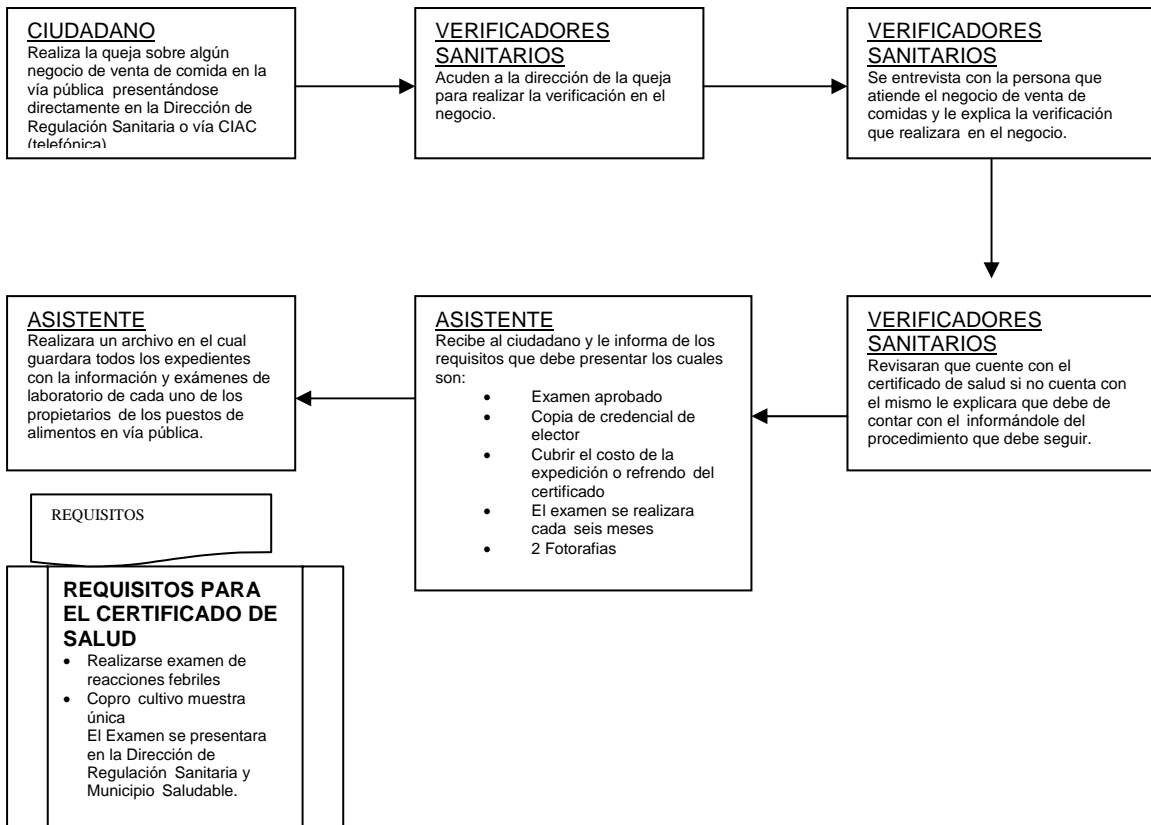 CIUDADANO
Realiza la queja sobre algún
negocio de venta de comida en la
vía pública presentándose
directamente en la Dirección de
Regulación Sanitaria o vía CIAC
(telefónica)
VERIFICADORES
SANITARIOS
Acuden a la dirección de la queja
para realizar la verificación en el
negocio.
VERIFICADORES
SANITARIOS
Se entrevista con la persona que
atiende el negocio de venta de
comidas y le explica la verificación
que realizara en el negocio.
VERIFICADORES
SANITARIOS
Revisaran que cuente con el
certificado de salud si no cuenta con
el mismo le explicara que debe de
contar con el informándole del
procedimiento que debe seguir.
ASISTENTE
Recibe al ciudadano y le informa de los
requisitos que debe presentar los cuales
son:
• Examen aprobado
• Copia de credencial de
elector
• Cubrir el costo de la
expedición o refrendo del
certificado
• El examen se realizara
cada seis meses
• 2 Fotorafias
ASISTENTE
Realizara un archivo en el cual
guardara todos los expedientes
con la información y exámenes de
laboratorio de cada uno de los
propietarios de los puestos de
alimentos en vía pública.
REQUISITOS
REQUISITOS PARA
EL CERTIFICADO DE
SALUD
• Realizarse examen de
reacciones febriles
• Copro cultivo muestra
única
El Examen se presentara
en la Dirección de
Regulación Sanitaria y
Municipio Saludable.